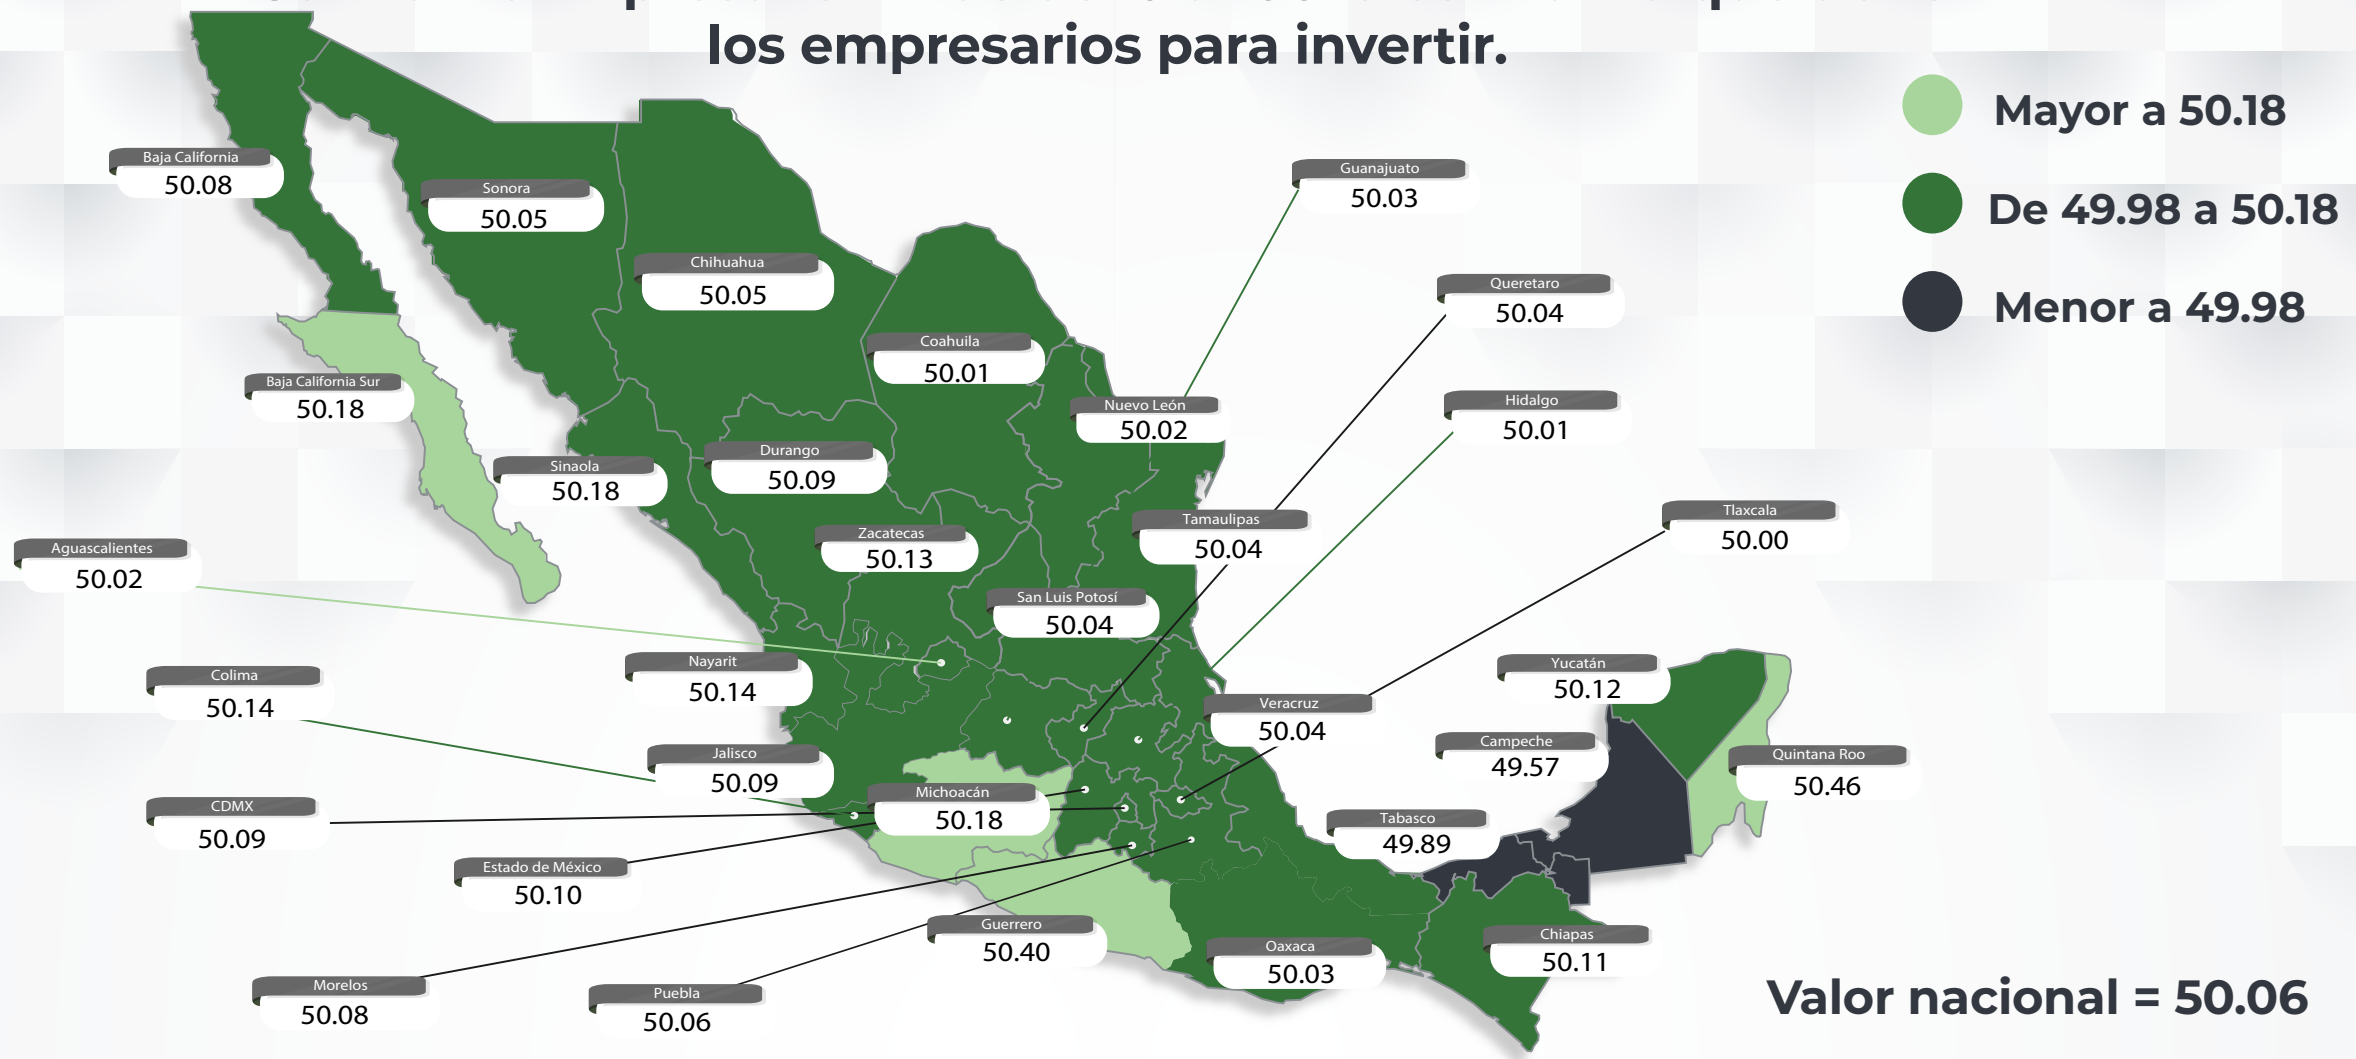 los empresarios para invertir.
Mayor a 50.18
De 49.98 a 50.18
Menor a 49.98
Baja California
50.08
Sonora
50.05
Guanajuato
50.03
Chihuahua
50.05
Queretaro
50.04
Coahuila
50.01
Baja California Sur
50.18
Nuevo León
50.02
Hidalgo
50.01
Durango
50.09
Sinaola
50.18
Tlaxcala
50.00
Tamaulipas
50.04
Zacatecas
50.13
Aguascalientes
50.02
San Luis Potosí
50.04
Nayarit
50.14
Yucatán
50.12
Colima
50.14
Veracruz
50.04
Campeche
49.57
Quintana Roo
50.46
Jalisco
50.09
Michoacán
50.18
CDMX
50.09
Tabasco
49.89
Estado de México
50.10
Guerrero
50.40
Chiapas
50.11
Oaxaca
50.03
Morelos
50.08
Puebla
50.06
Valor nacional = 50.06